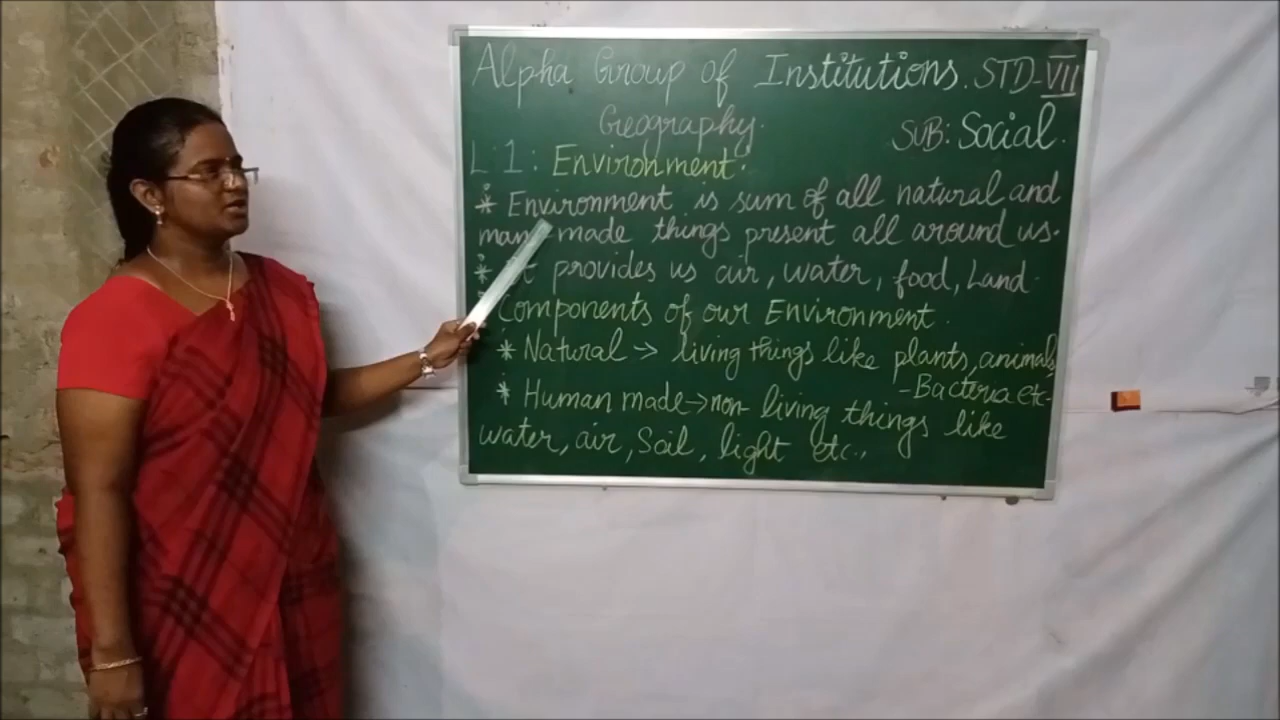 Alpha Group of Institutions. STD-VII
Geography. SUB: Social.
L:1: Environment.
* Environment is sum of all natural and
man made things present all around us.
* provides us air, water, food, Land.
Components of our Environment.
* Natural → living things like plants, animals
- Bacteria etc.
* Human made → non living things like
water, air, Soil, light etc.,